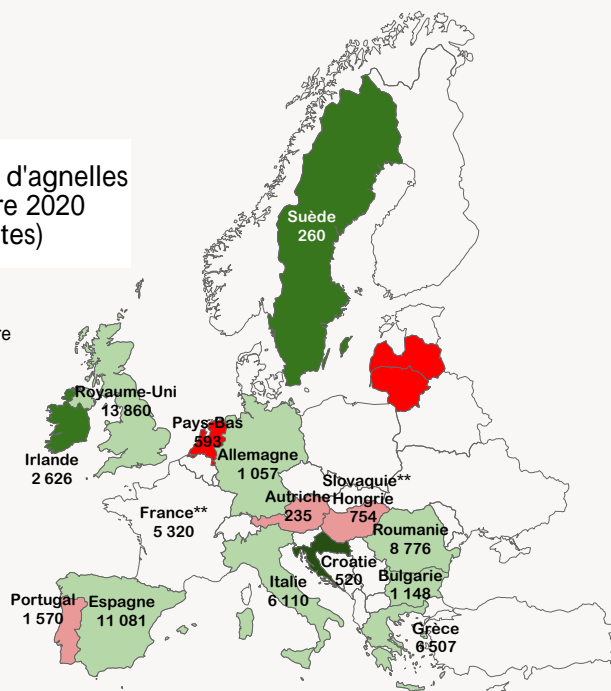 d'agnelles
re 2020
tes)
re
Suède
260
Royaume-Uni
13 860
Irlande
2 626
Pays-Bas
593
Allemagne
1 057
Slovaquie**
Autriche
235
Hongrie
754
France**
5 320
Roumanie
8 776
Croatie
520
Bulgarie
1 148
Italie
6 110
Portugal
1 570
Espagne
11 081
Grèce
6 507